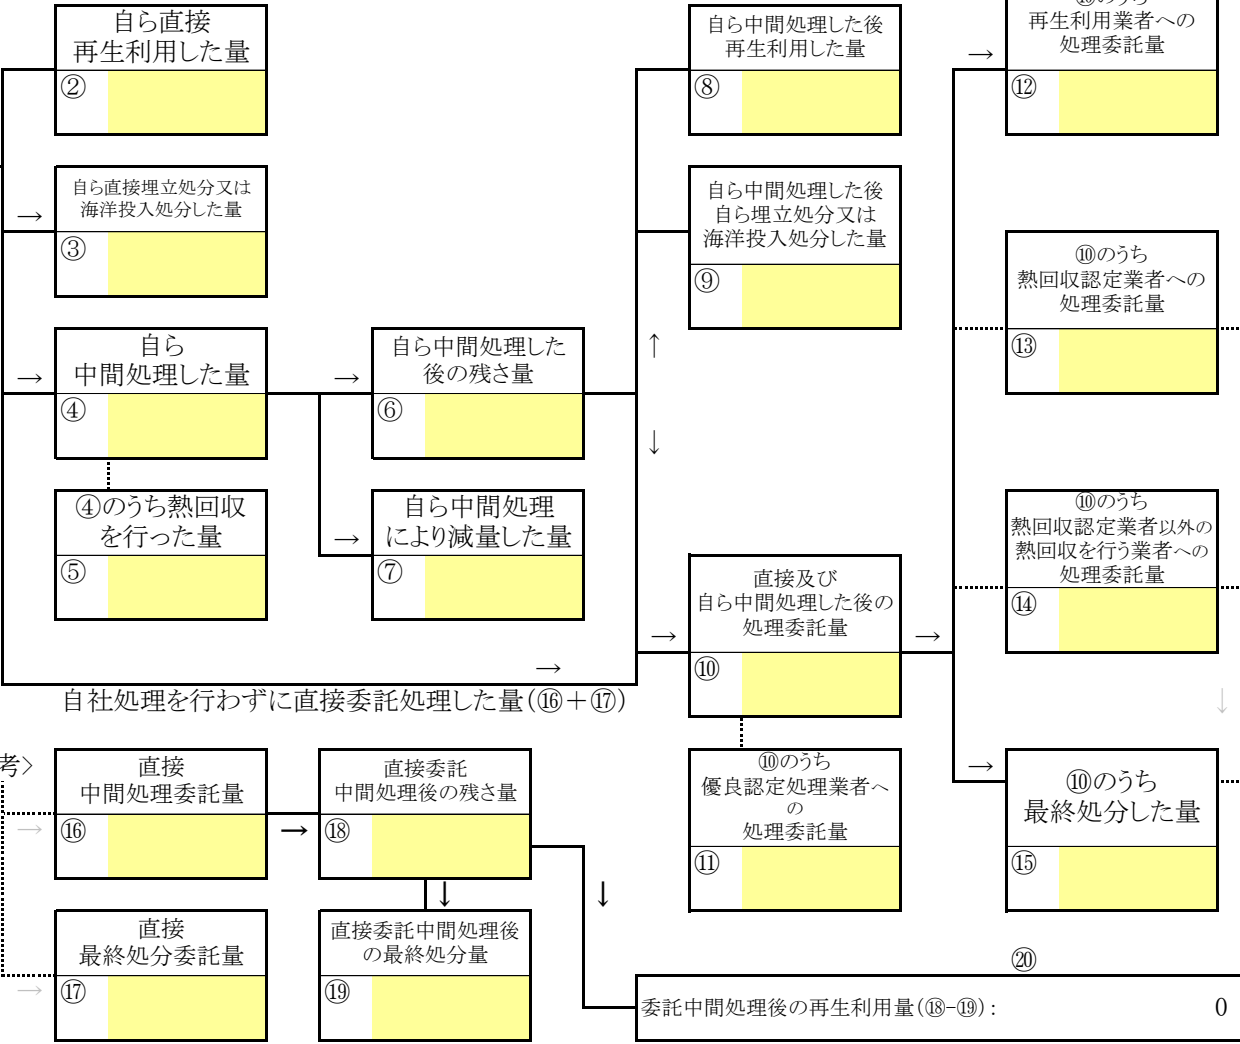 自ら直接
再生利用した量
②
自ら直接埋立処分又は
海洋投入処分した量
→
③
自ら
中間処理した量
→
④
④のうち熱回収
を行った量
⑤
→
自ら中間処理した
後の残さ量
⑥
自ら中間処理
により減量した量
→
⑦
→
自社処理を行わずに直接委託処理した量(⑯＋⑰)
自ら中間処理した後
再生利用した量
⑧
自ら中間処理した後
自ら埋立処分又は
海洋投入処分した量
⑨
↑
↓
直接及び
自ら中間処理した後の
処理委託量
→
⑩
⑩のうち
優良認定処理業者へ
の
処理委託量
⑪
→
→
⑩のうち
再生利用業者への
処理委託量
⑫
⑩のうち
熱回収認定業者への
処理委託量
⑬
⑩のうち
熱回収認定業者以外の
熱回収を行う業者への
処理委託量
⑭
↓
→
⑩のうち
最終処分した量
⑮
考>
直接
中間処理委託量
→
⑯
直接
最終処分委託量
→
⑰
→
直接委託
中間処理後の残さ量
⑱
↓
直接委託中間処理後
の最終処分量
⑲
↓
⑳
委託中間処理後の再生利用量(⑱-⑲)： 0